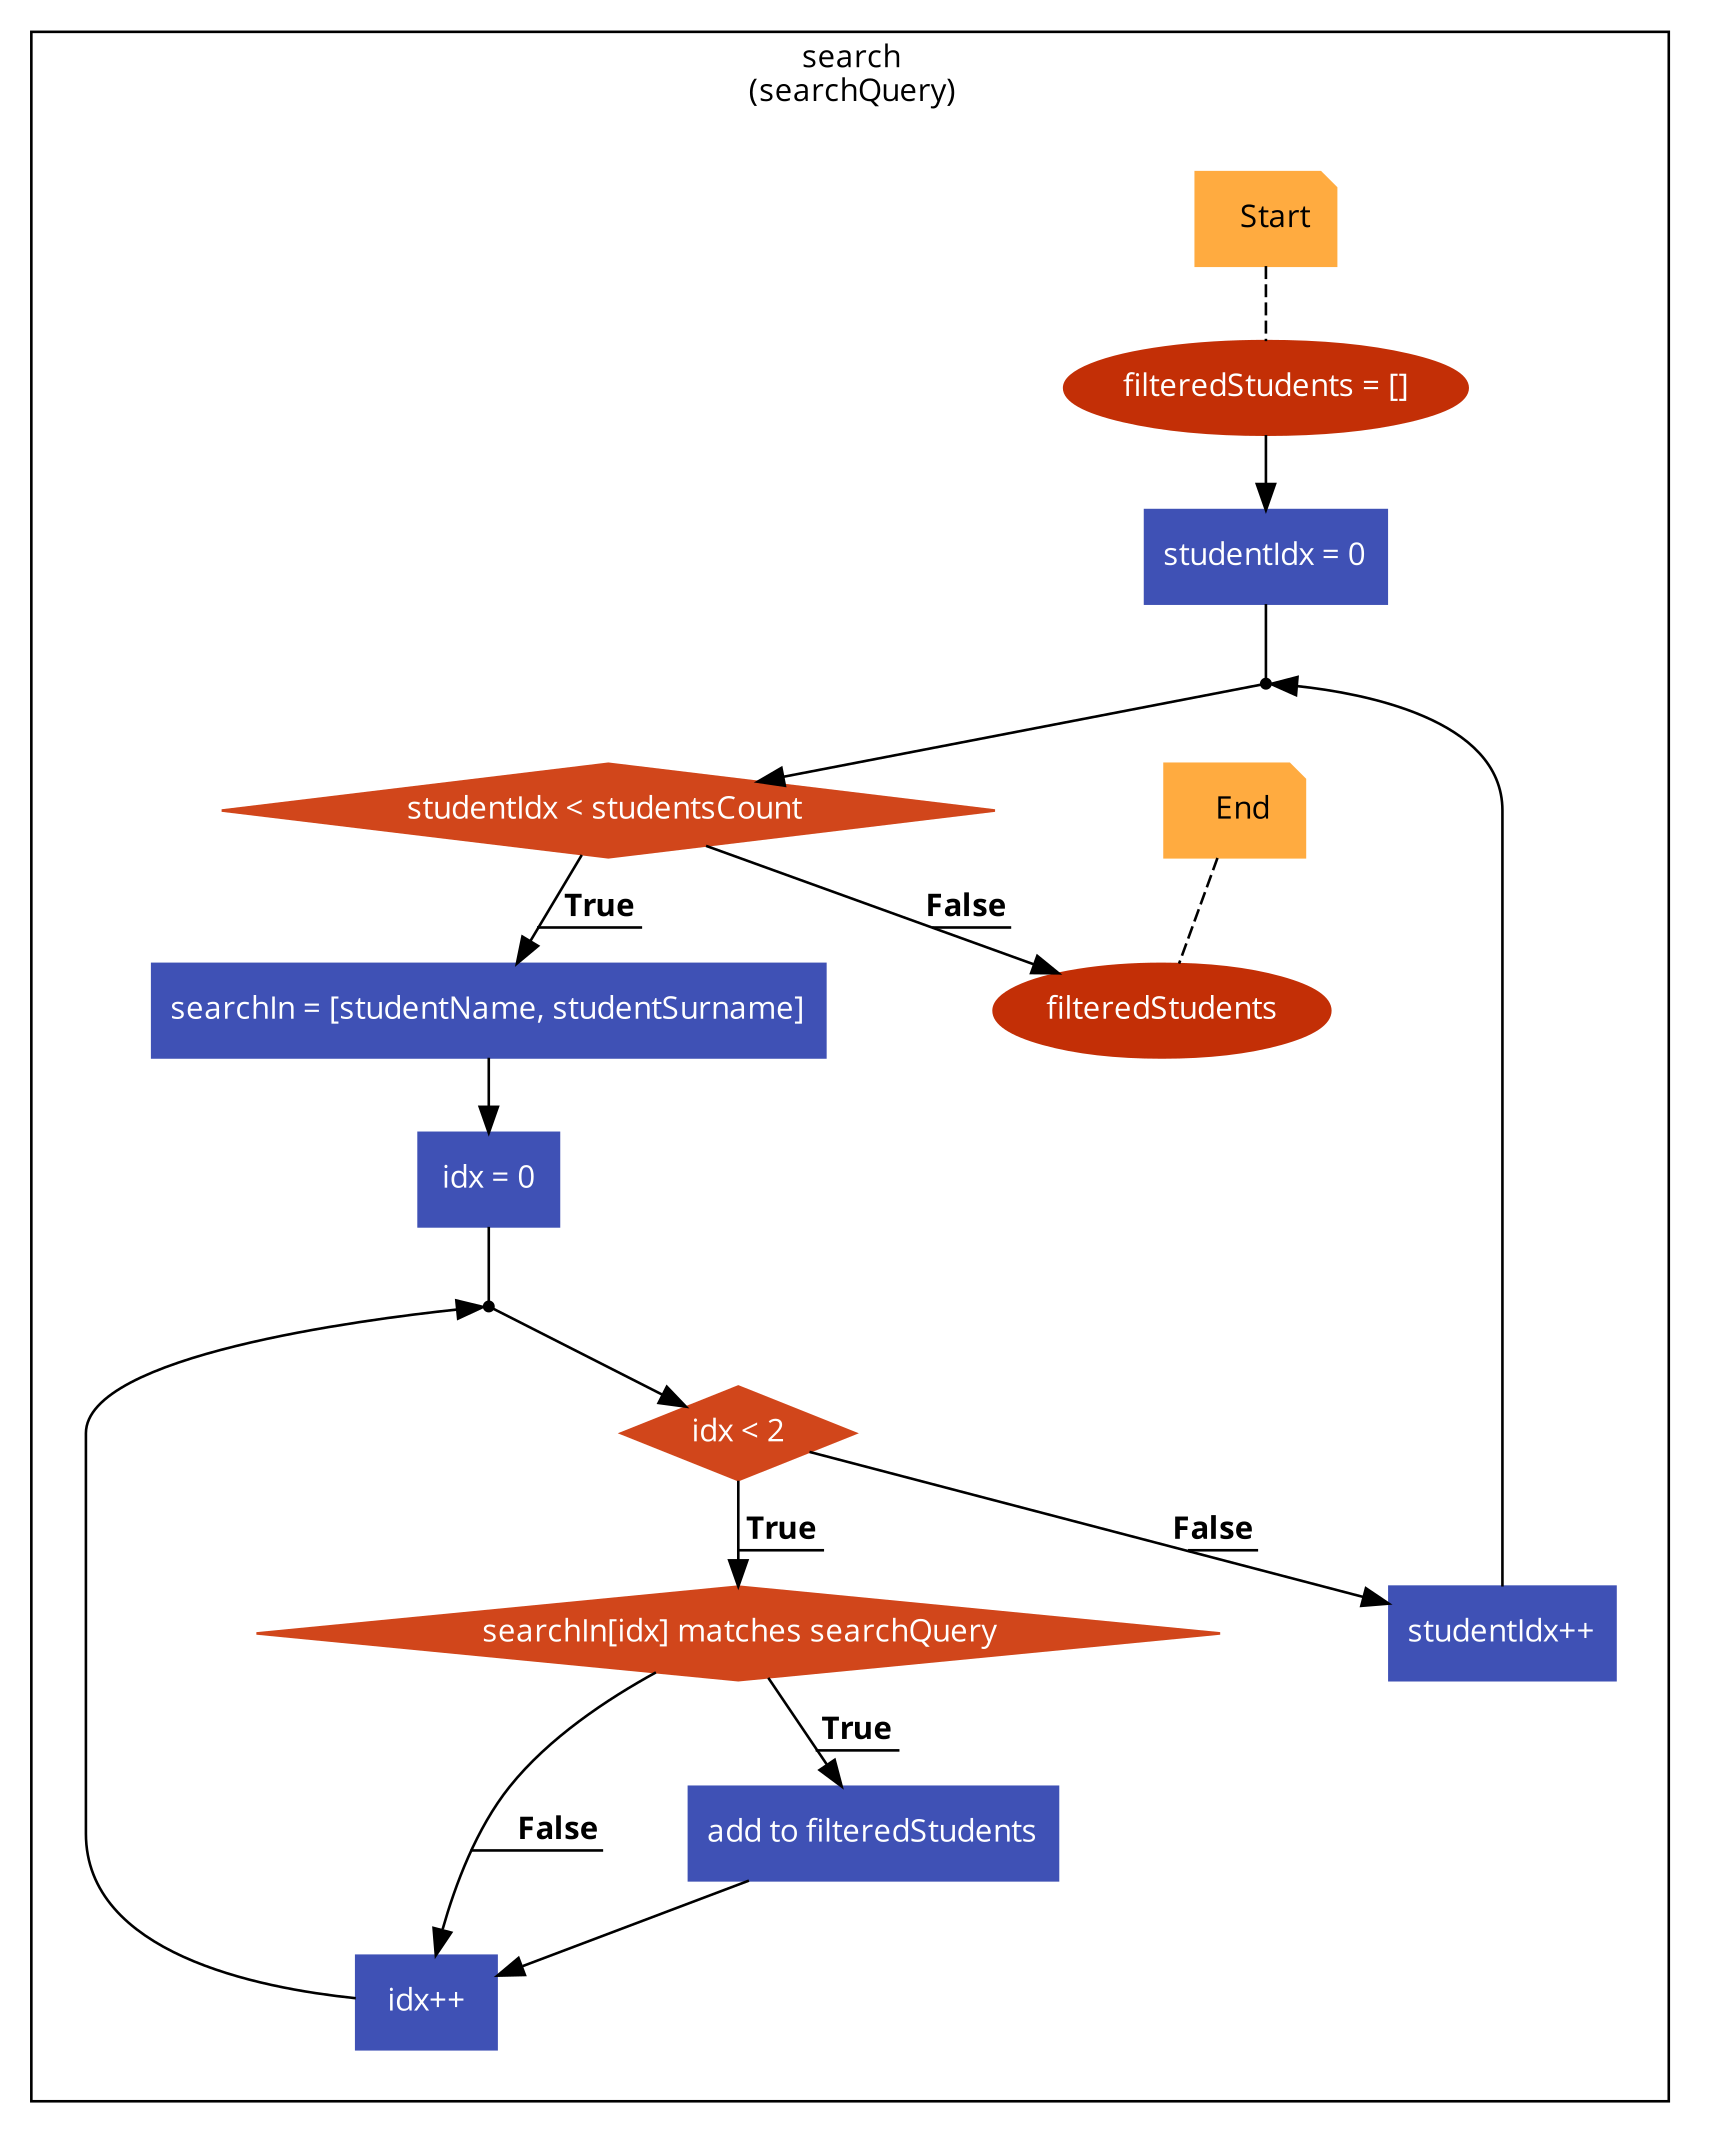 search
(searchQuery)
Start
filteredStudents = []
studentIdx = 0
studentIdx < studentsCount
End
True
False
searchIn = [studentName, studentSurname]
filteredStudents
idx = 0
idx < 2
True
False
searchIn[idx] matches searchQuery
studentIdx++
True
False
add to filteredStudents
idx++